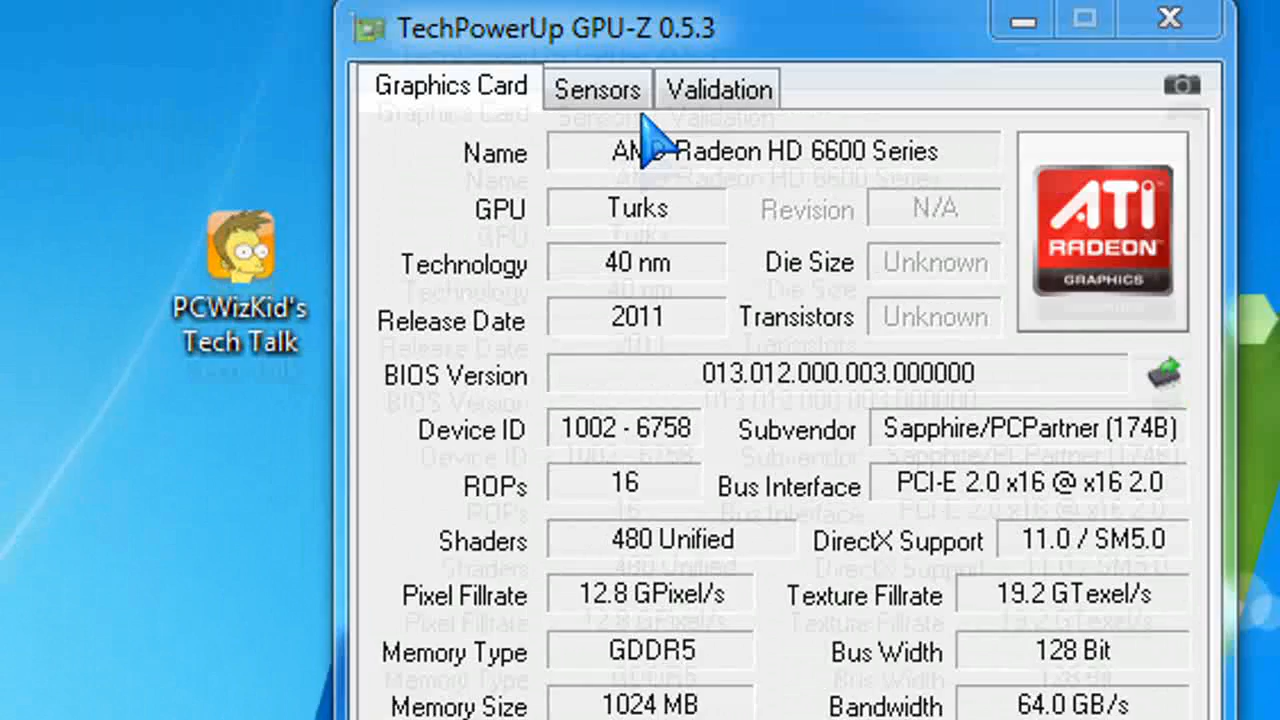 TechPowerUp GPU-Z 0.5.3
Graphics Card Sensors Validation
Name AMD Radeon HD 6600 Series
GPU Turks Revision N/A
Technology 40 nm Die Size Unknown
Release Date 2011 Transistors Unknown
ATI
RADEON
GRAPHICS
PCWizKid's
Tech Talk
BIOS Version 013.012.000.003.000000
Device ID 1002 - 6758 Subvendor Sapphire/PCPartner (174B)
ROPs 16 Bus Interface PCI-E 2.0 x16 @ x16 2.0
Shaders 480 Unified DirectX Support 11.0 / SM5.0
Pixel Fillrate 12.8 GPixel/s Texture Fillrate 19.2 GTexel/s
Memory Type GDDR5 Bus Width 128 Bit
Memory Size 1024 MB Bandwidth 64.0 GB/s